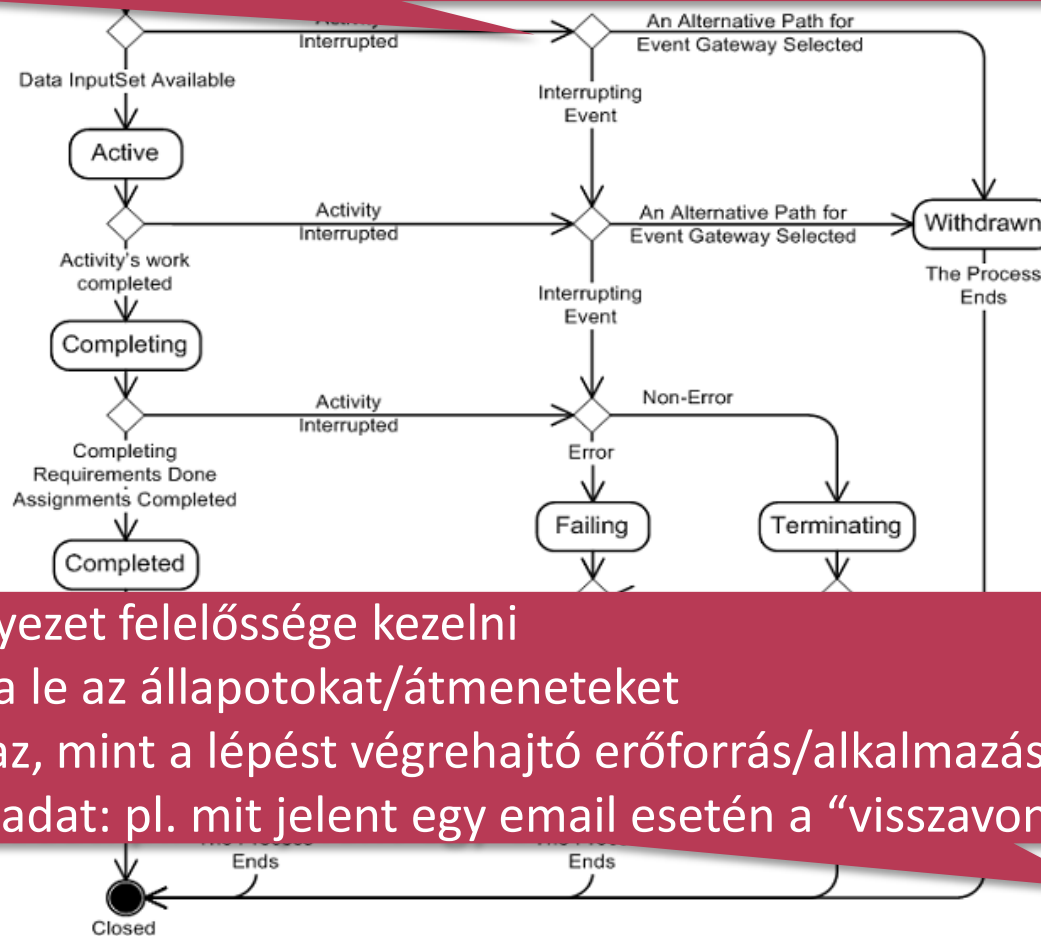 Interrupted
An Alternative Path for
Event Gateway Selected
Data InputSet Available
Interrupting
Event
Active
Activity
Interrupted
An Alternative Path for
Event Gateway Selected
Withdrawn
Activity's work
completed
The Process
Ends
Interrupting
Event
Completing
Activity
Interrupted
Non-Error
Completing
Requirements Done
Assignments Completed
Error
Failing
Terminating
Completed
yezet felelőssége kezelni
a le az állapotokat/átmeneteket
az, mint a lépést végrehajtó erőforrás/alkalmazás
adat: pl. mit jelent egy email esetén a “visszavon
Ends
Ends
Closed